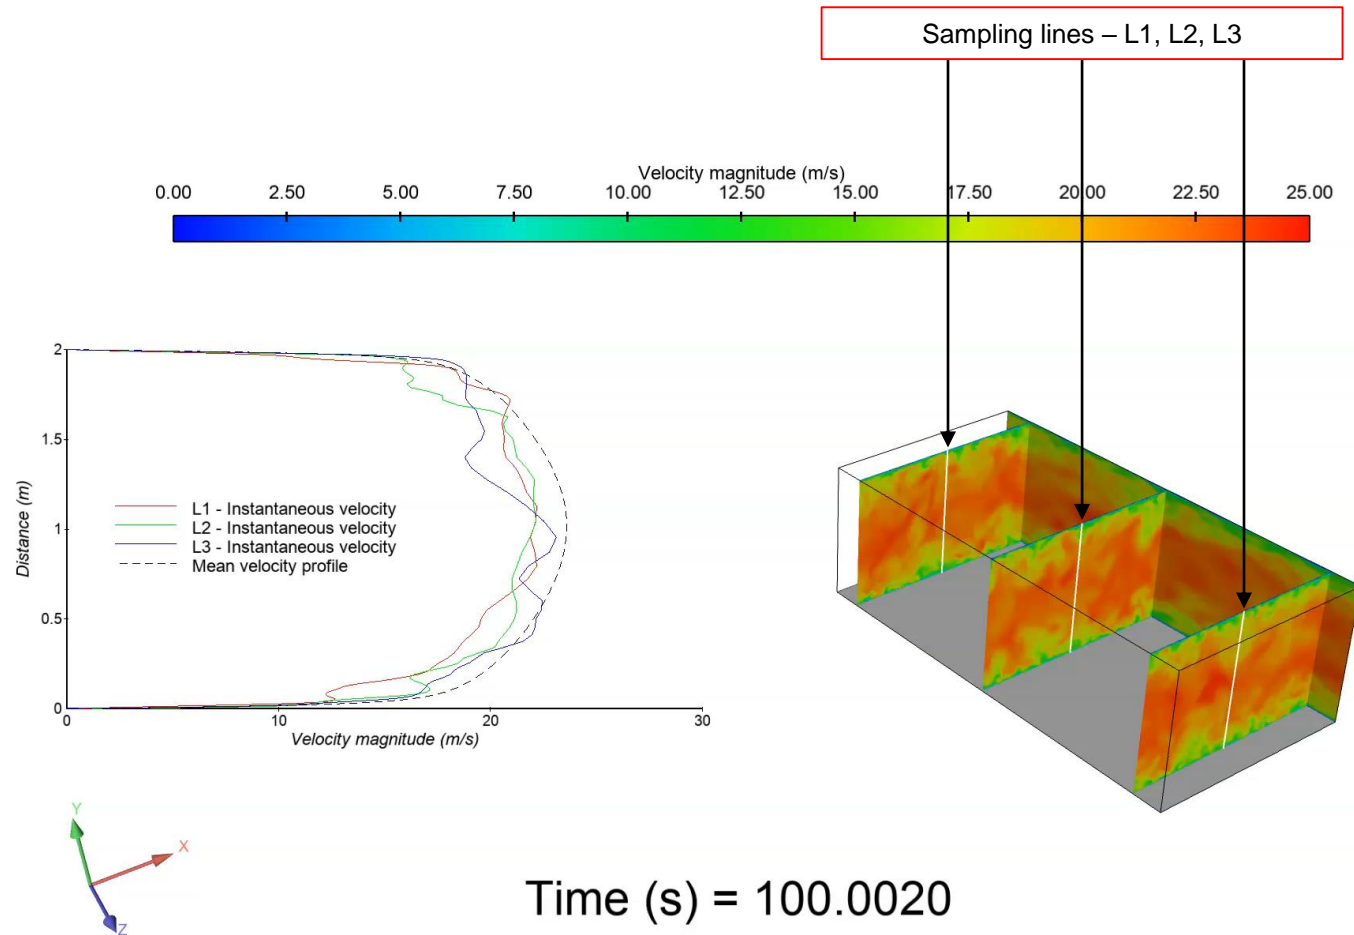 Sampling lines – L1, L2, L3
Velocity magnitude (m/s)
0.00 2.50 5.00 7.50 10.00 12.50 15.00 17.50 20.00 22.50 25.00
2
1.5
1
0.5
0
Distance (m)
L1 - Instantaneous velocity
L2 - Instantaneous velocity
L3 - Instantaneous velocity
Mean velocity profile
0 10 20 30
Velocity magnitude (m/s)
Y
X
Z
Time (s) = 100.0020